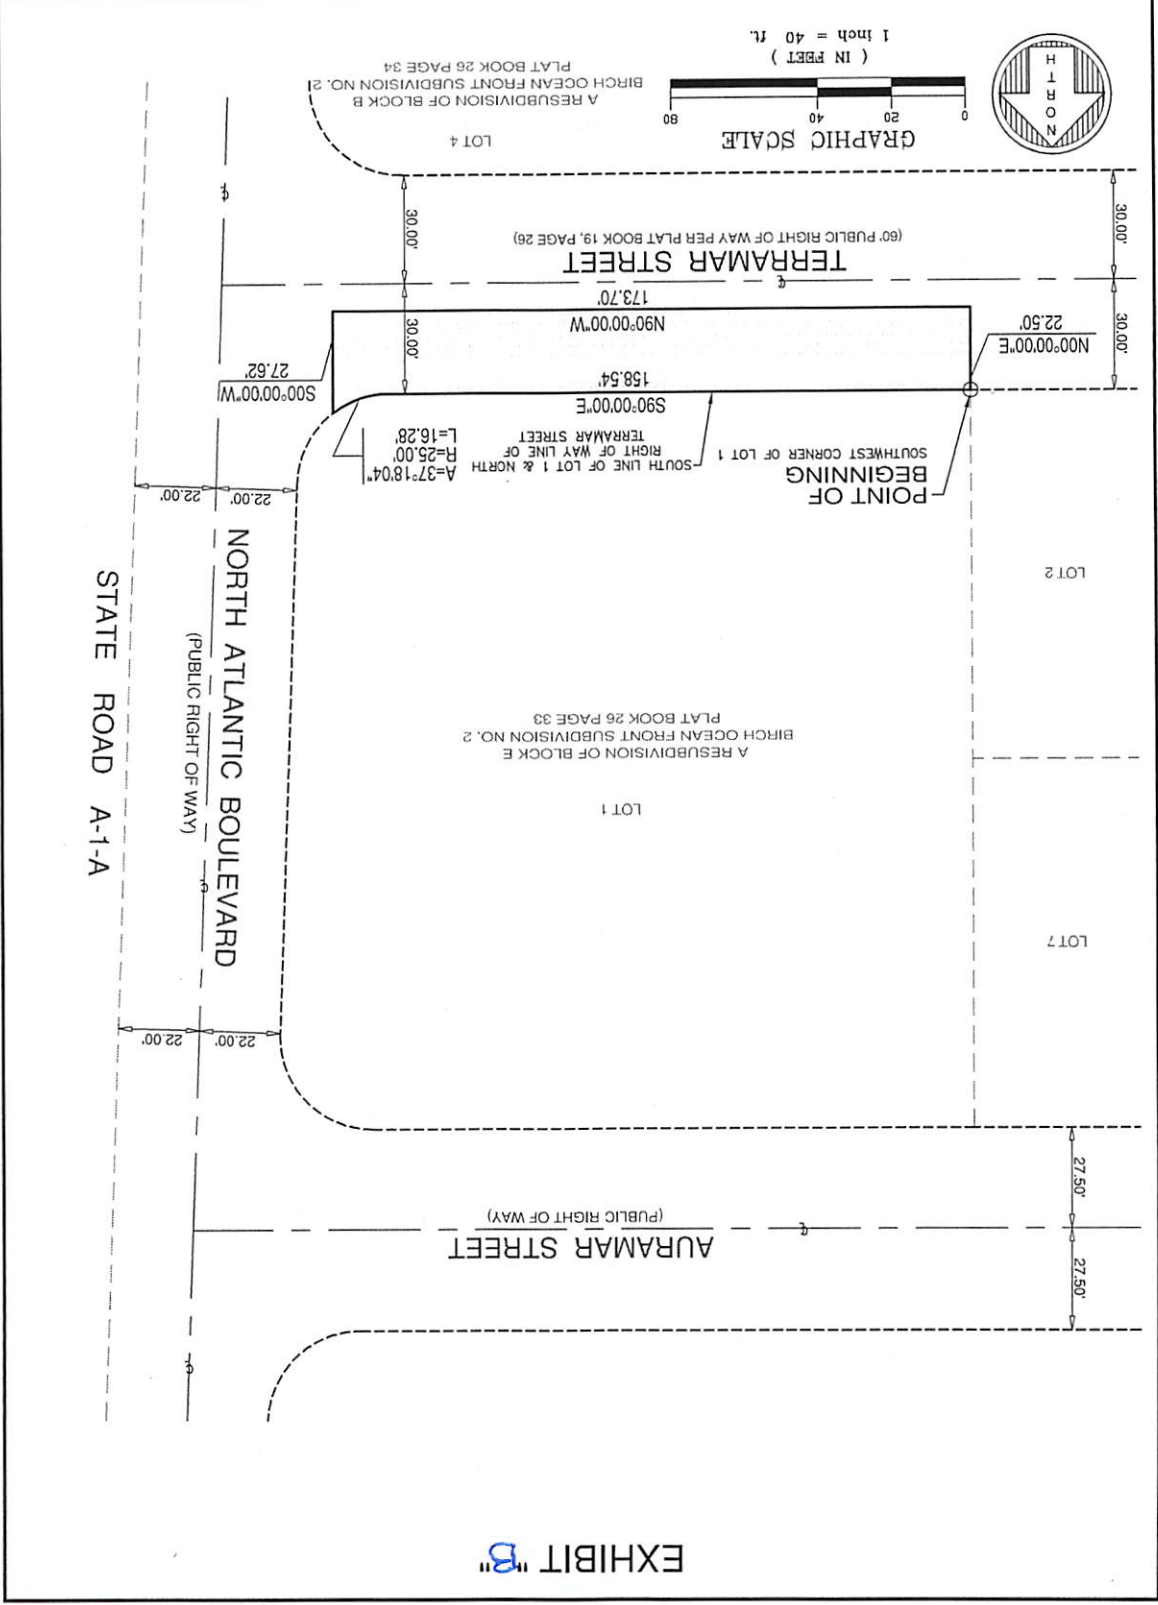 EXHIBIT "B"
27.50'
27.50'
AURAMAR STREET
(PUBLIC RIGHT OF WAY)
℄
℄
22.00'
22.00'
LOT 7
LOT 1
A RESUBDIVISION OF BLOCK E
BIRCH OCEAN FRONT SUBDIVISION NO. 2
PLAT BOOK 26 PAGE 33
NORTH ATLANTIC BOULEVARD
(PUBLIC RIGHT OF WAY)
℄
STATE ROAD A-1-A
LOT 2
22.00'
22.00'
POINT OF
BEGINNING
SOUTHWEST CORNER OF LOT 1
SOUTH LINE OF LOT 1 & NORTH
RIGHT OF WAY LINE OF
TERRAMAR STREET
A=37°18'04"
R=25.00'
L=16.28'
S90°00'00"E
158.54'
N00°00'00"E
22.50'
S00°00'00"W
27.62'
N90°00'00"W
173.70'
30.00'
30.00'
30.00'
30.00'
TERRAMAR STREET
(60' PUBLIC RIGHT OF WAY PER PLAT BOOK 19, PAGE 26)
℄
℄
NORTH
GRAPHIC SCALE
0 20 40 80
( IN FEET )
1 inch = 40 ft.
LOT 4
A RESUBDIVISION OF BLOCK B
BIRCH OCEAN FRONT SUBDIVISION NO. 2
PLAT BOOK 26 PAGE 34